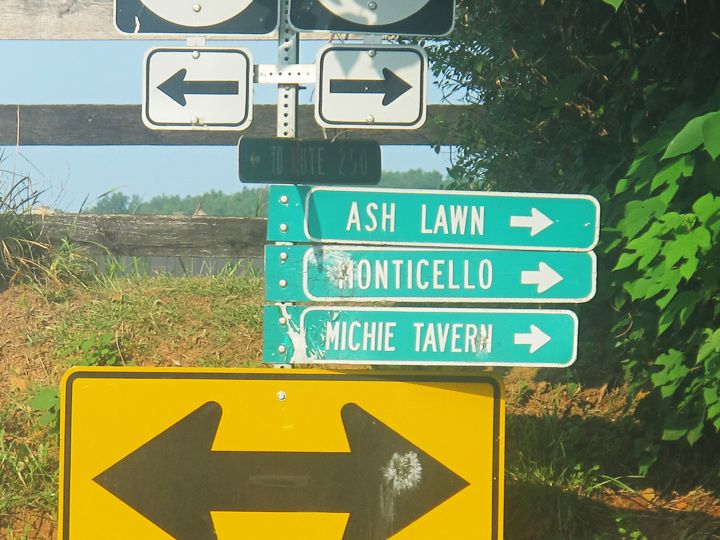 TO ROUTE 250
ASH LAWN
MONTICELLO
MICHIE TAVERN